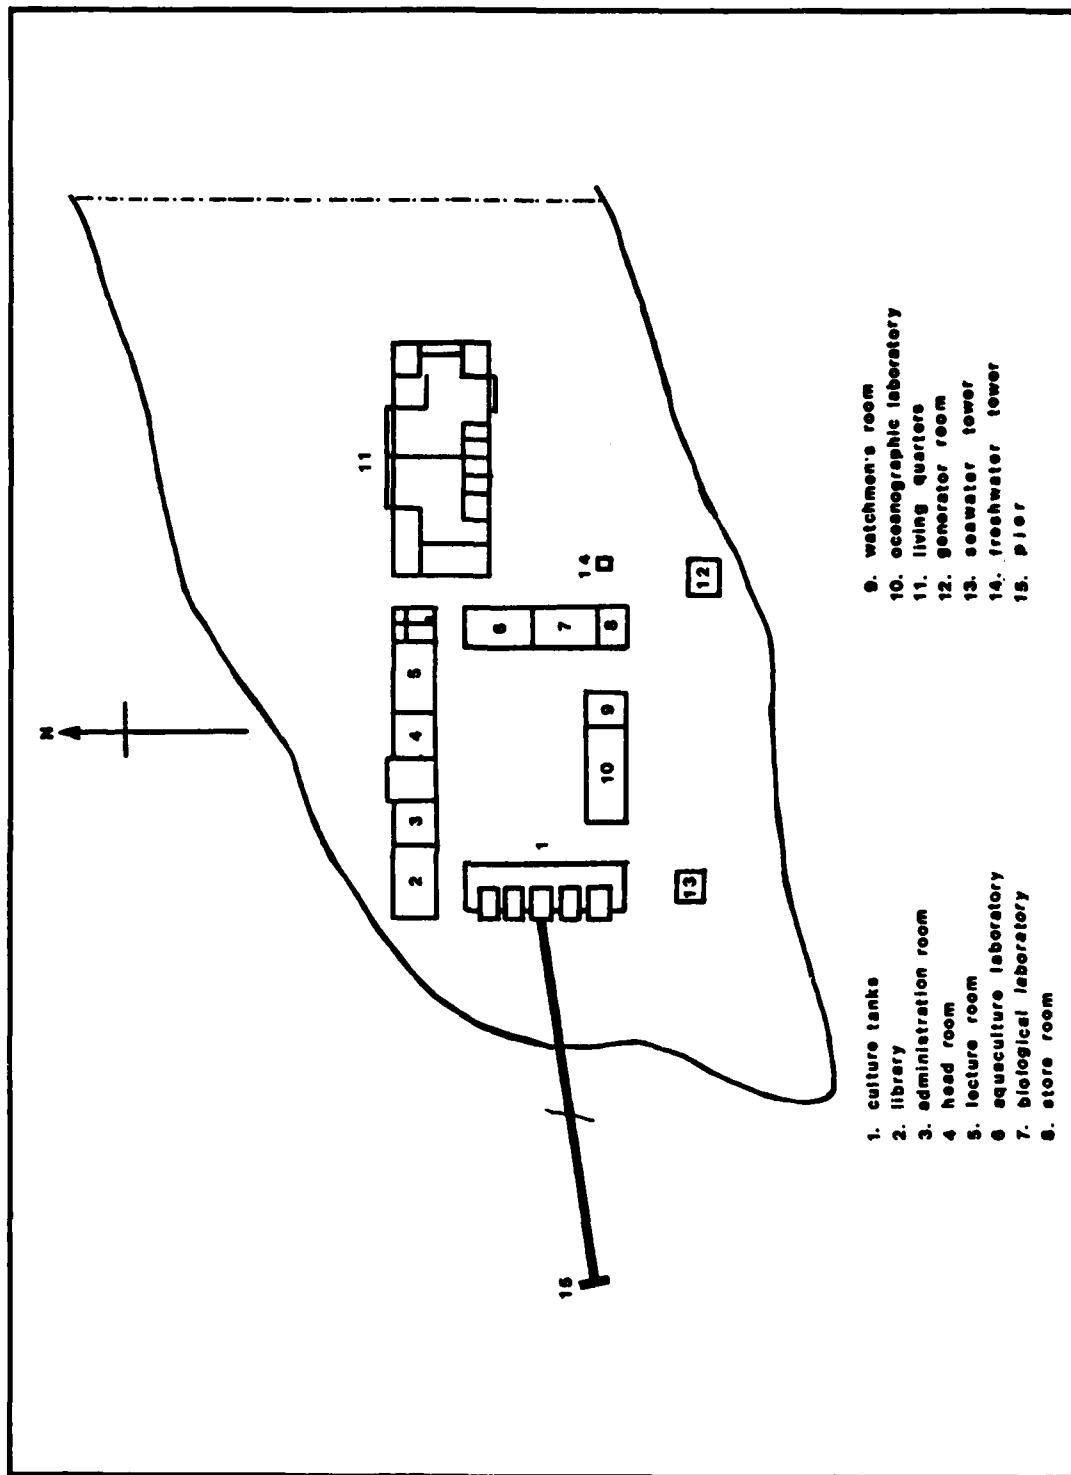 N
11
5
4
3
2
6
7
8
14
12
9
10
1
13
15
1. culture tanks
2. library
3. administration room
4 head room
5. lecture room
6 aquaculture laboratory
7. biological laboratory
8. store room
9. watchmen's room
10. oceanographic laboratory
11. living quarters
12. generator room
13. seawater tower
14. freshwater tower
15. pier